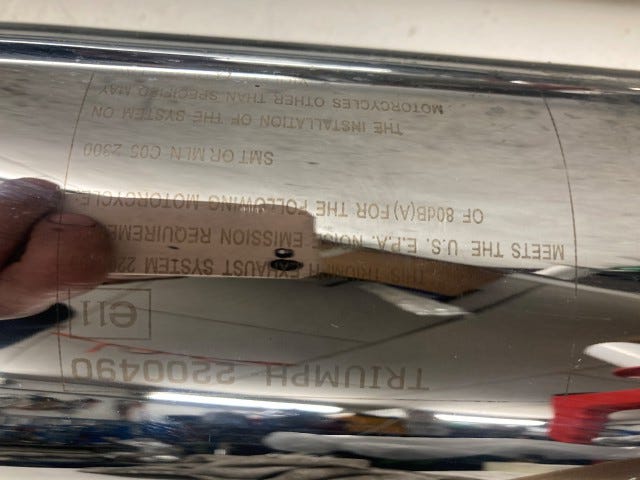 TRIUMPH 2200490
e11
THIS TRIUMPH EXHAUST SYSTEM
MEETS THE U.S. E.P.A. NOISE EMISSION
OF 80dB(A) FOR THE FOLLOWING MOTORCYCLE
SMT OR MLN C05 2300
THE INSTALLATION OF THE SYSTEM ON
MOTORCYCLES OTHER THAN SPECIFIED MAY